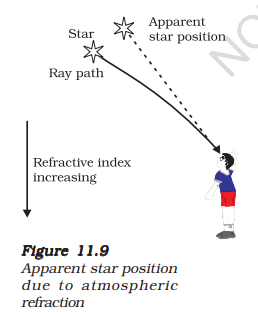 Star
Apparent
star position
Ray path
Refractive index
increasing
Figure 11.9
Apparent star position
due to atmospheric
refraction